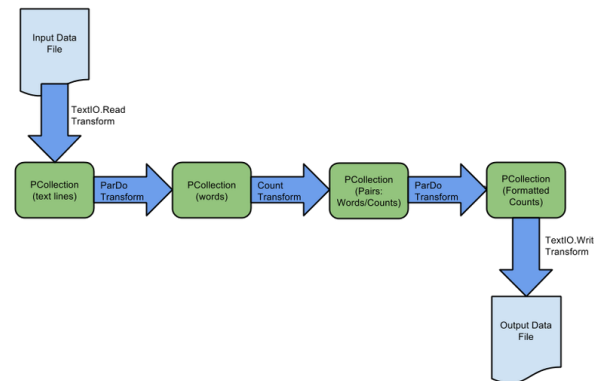 Input Data
File
TextIO.Read
Transform
PCollection
(text lines)
ParDo
Transform
PCollection
(words)
Count
Transform
PCollection
(Pairs:
Words/Counts)
ParDo
Transform
PCollection
(Formatted
Counts)
TextIO.Writ
Transform
Output Data
File